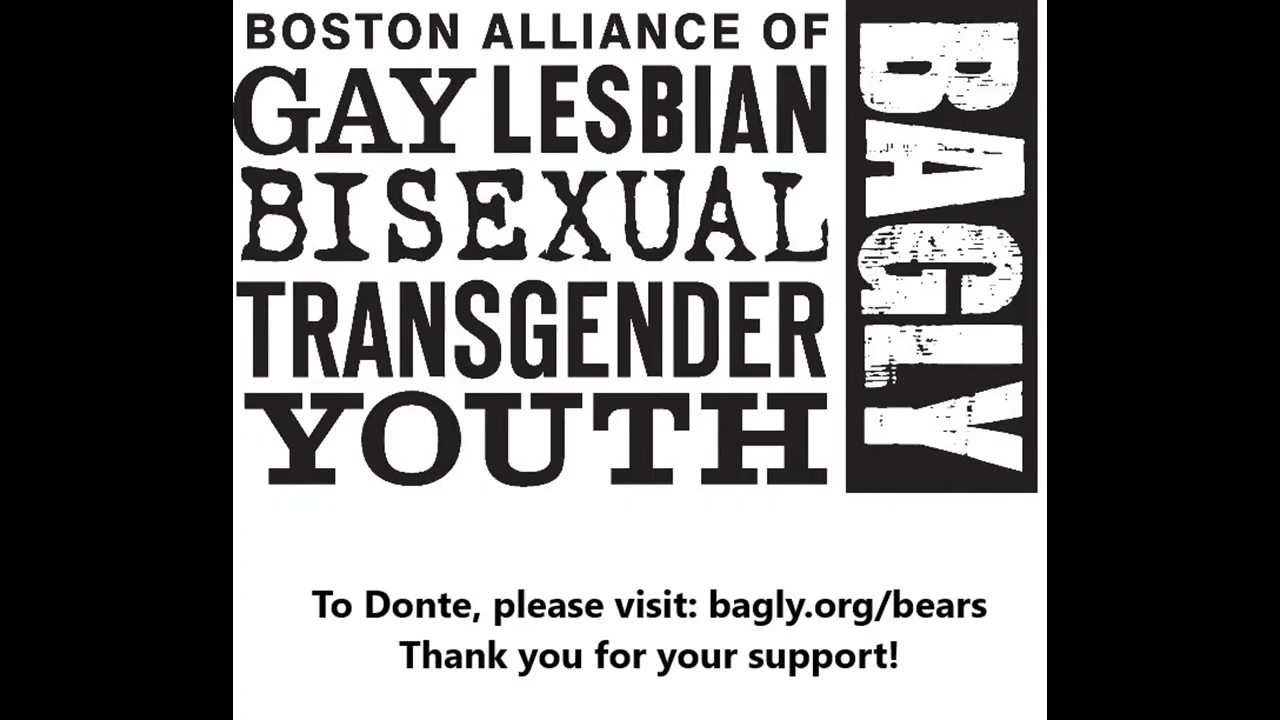 BOSTON ALLIANCE OF
GAY LESBIAN
BISEXUAL
TRANSGENDER
YOUTH
BAGLY
To Donte, please visit: bagly.org/bears
Thank you for your support!